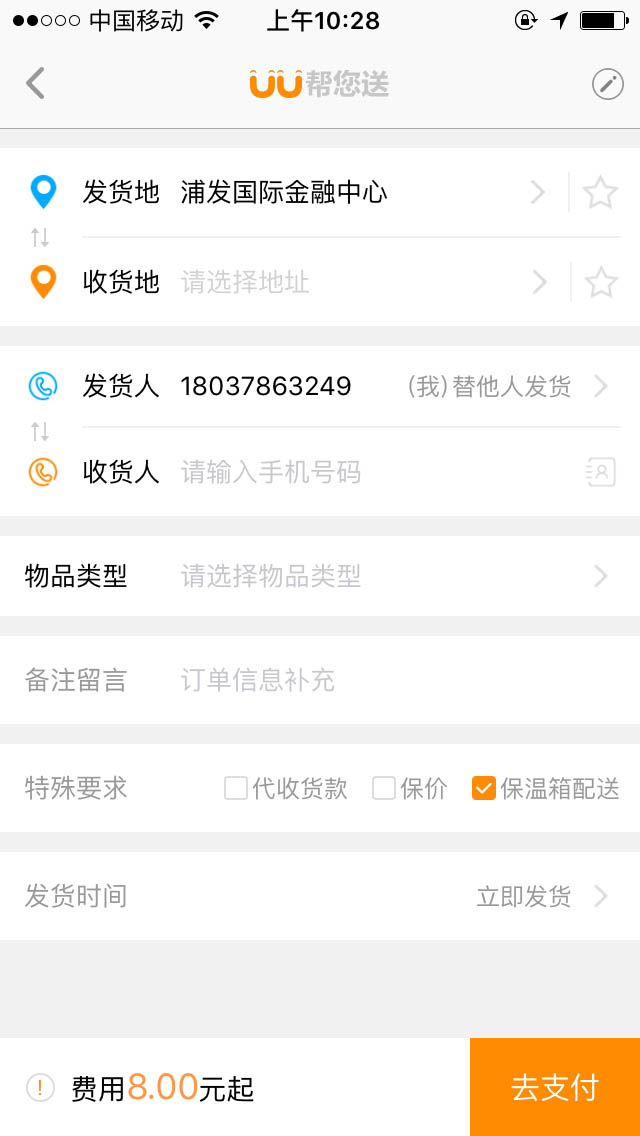 中国移动 上午10:28
UU帮您送
发货地 浦发国际金融中心
收货地 请选择地址
发货人 18037863249 (我)替他人发货
收货人 请输入手机号码
物品类型 请选择物品类型
备注留言 订单信息补充
特殊要求 代收货款 保价 保温箱配送
发货时间 立即发货
费用8.00元起 去支付